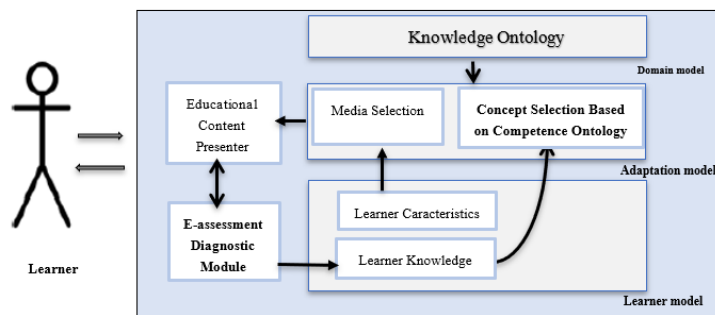 Knowledge Ontology
Domain model
Educational
Content
Presenter
Media Selection
Concept Selection Based
on Competence Ontology
Adaptation model
Learner Caracteristics
E-assessment
Diagnostic
Module
Learner Knowledge
Learner
Learner model